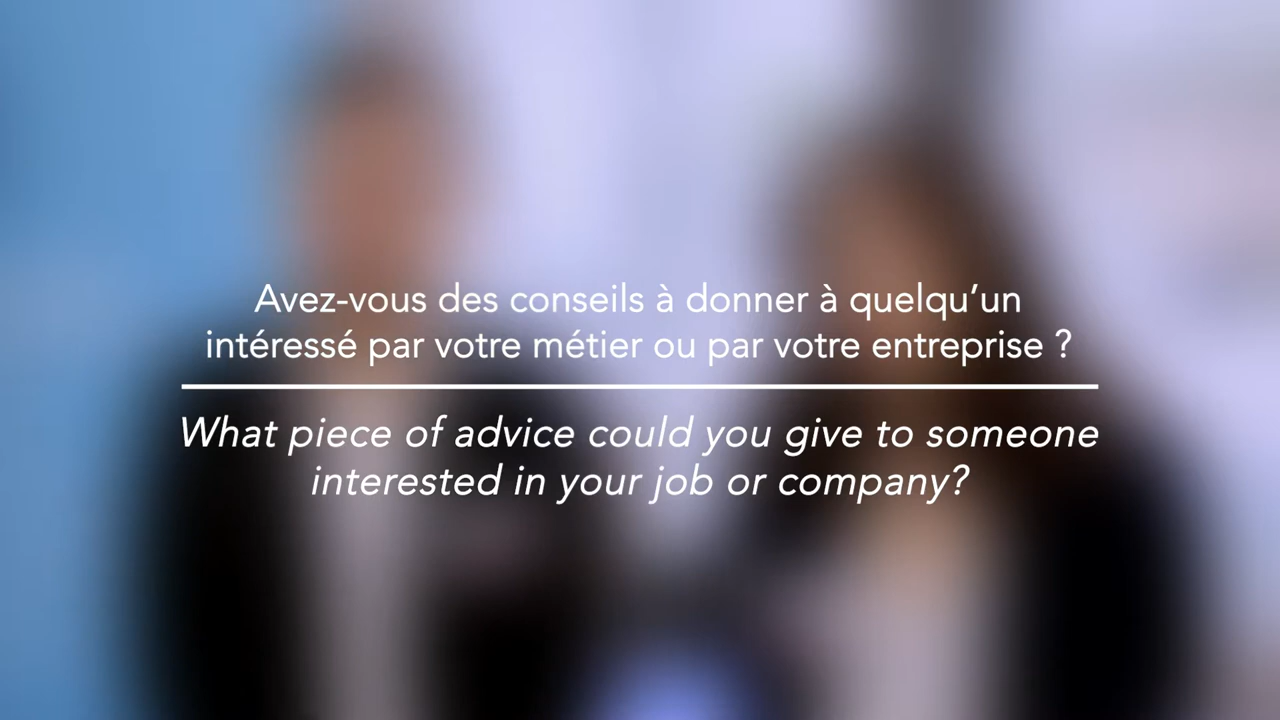 Avez-vous des conseils à donner à quelqu’un
intéressé par votre métier ou par votre entreprise ?
What piece of advice could you give to someone
interested in your job or company?